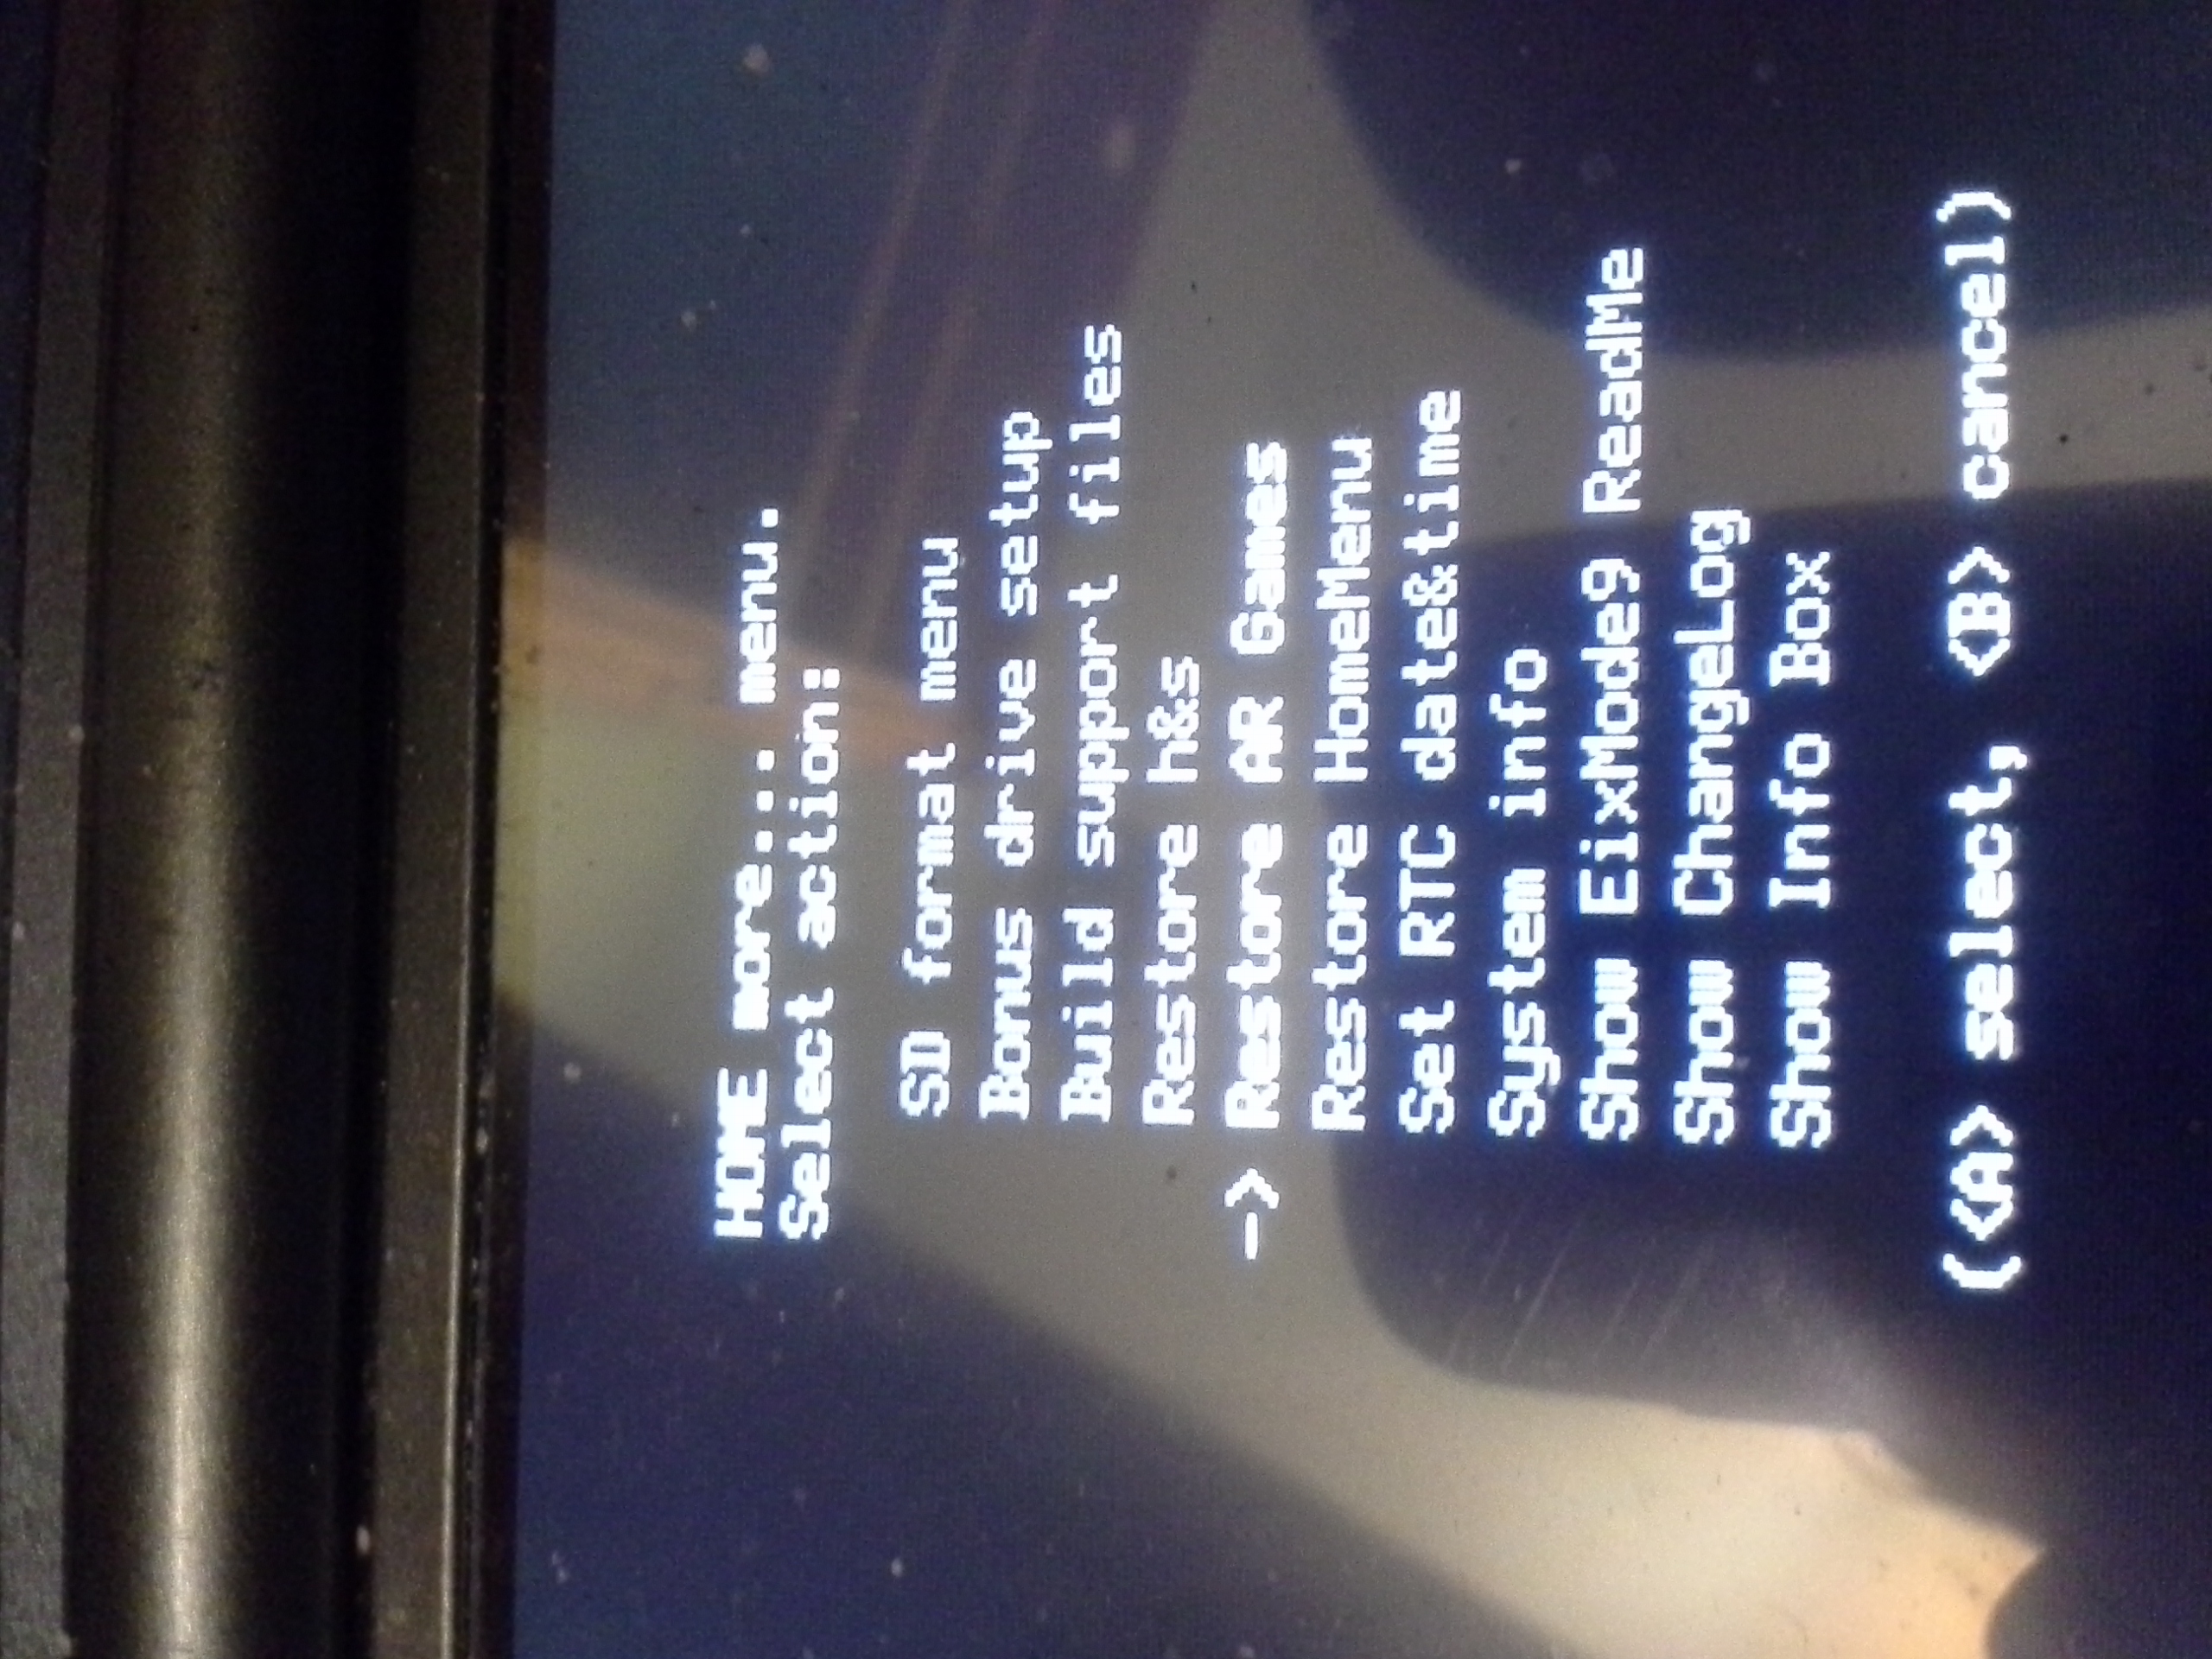 HOME more... menu.
Select action:
SD format menu
Bonus drive setup
Build support files
Restore h&s
-> Restore AR Games
Restore HomeMenu
Set RTC date&time
System info
Show EixMode9 ReadMe
Show ChangeLog
Show Info Box
(<A> select, <B> cancel)